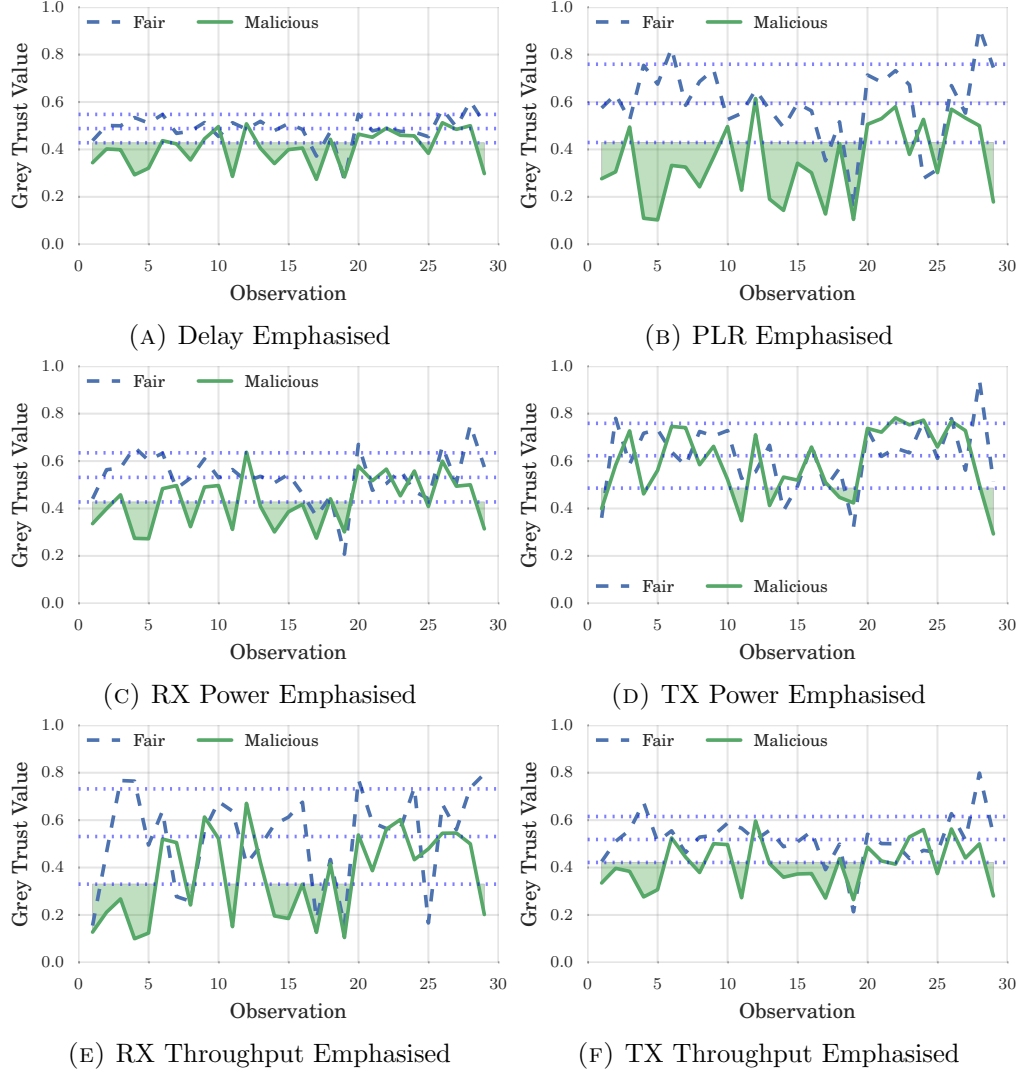 Fair Malicious
Grey Trust Value
1.0
0.8
0.6
0.4
0.2
0.0
0 5 10 15 20 25 30
Observation
(A) Delay Emphasised
Fair Malicious
Grey Trust Value
1.0
0.8
0.6
0.4
0.2
0.0
0 5 10 15 20 25 30
Observation
(B) PLR Emphasised
Fair Malicious
Grey Trust Value
1.0
0.8
0.6
0.4
0.2
0.0
0 5 10 15 20 25 30
Observation
(C) RX Power Emphasised
Grey Trust Value
1.0
0.8
0.6
0.4
0.2
0.0
Fair Malicious
0 5 10 15 20 25 30
Observation
(D) TX Power Emphasised
Fair Malicious
Grey Trust Value
1.0
0.8
0.6
0.4
0.2
0.0
0 5 10 15 20 25 30
Observation
(E) RX Throughput Emphasised
Fair Malicious
Grey Trust Value
1.0
0.8
0.6
0.4
0.2
0.0
0 5 10 15 20 25 30
Observation
(F) TX Throughput Emphasised